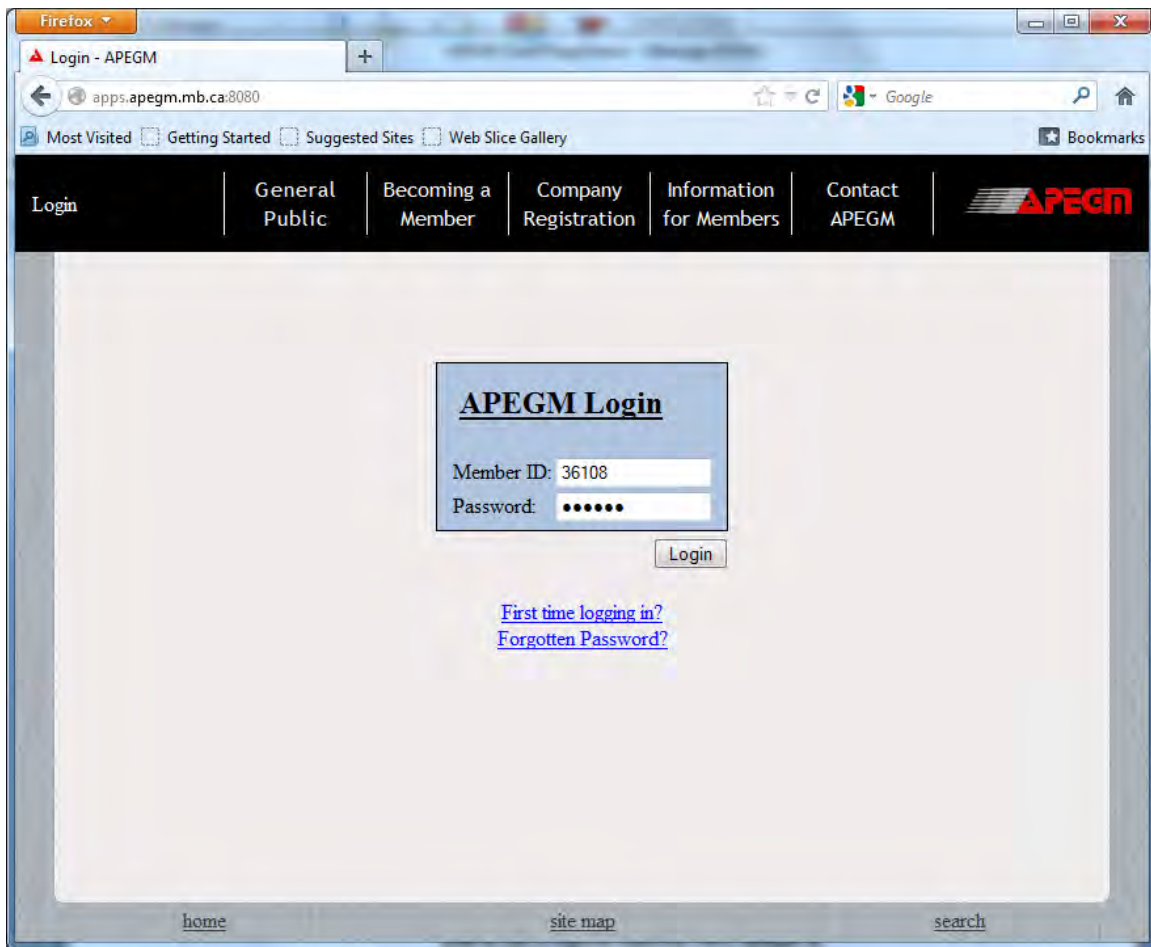 Firefox
Login - APEGM
apps.apegm.mb.ca:8080
Google
Most Visited Getting Started Suggested Sites Web Slice Gallery Bookmarks
Login
General Public
Becoming a Member
Company Registration
Information for Members
Contact APEGM
APEGM
APEGM Login
Member ID: 36108
Password: ••••••
Login
First time logging in?
Forgotten Password?
home site map search